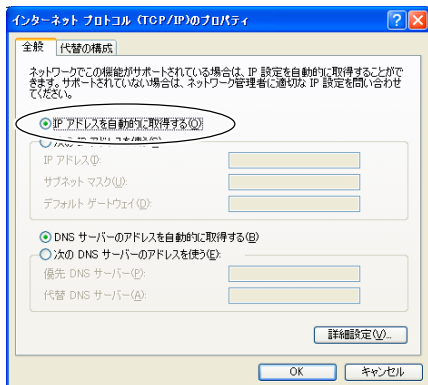 インターネット プロトコル (TCP/IP)のプロパティ
全般 代替の構成
ネットワークでこの機能がサポートされている場合は、IP 設定を自動的に取得することがで
きます。サポートされていない場合は、ネットワーク管理者に適切な IP 設定を問い合わせ
てください。
IP アドレスを自動的に取得する(O)
IP アドレス(I):
サブネット マスク(U):
デフォルト ゲートウェイ(D):
DNS サーバーのアドレスを自動的に取得する(B)
次の DNS サーバーのアドレスを使う(E):
優先 DNS サーバー(P):
代替 DNS サーバー(A):
詳細設定(V)...
OK キャンセル